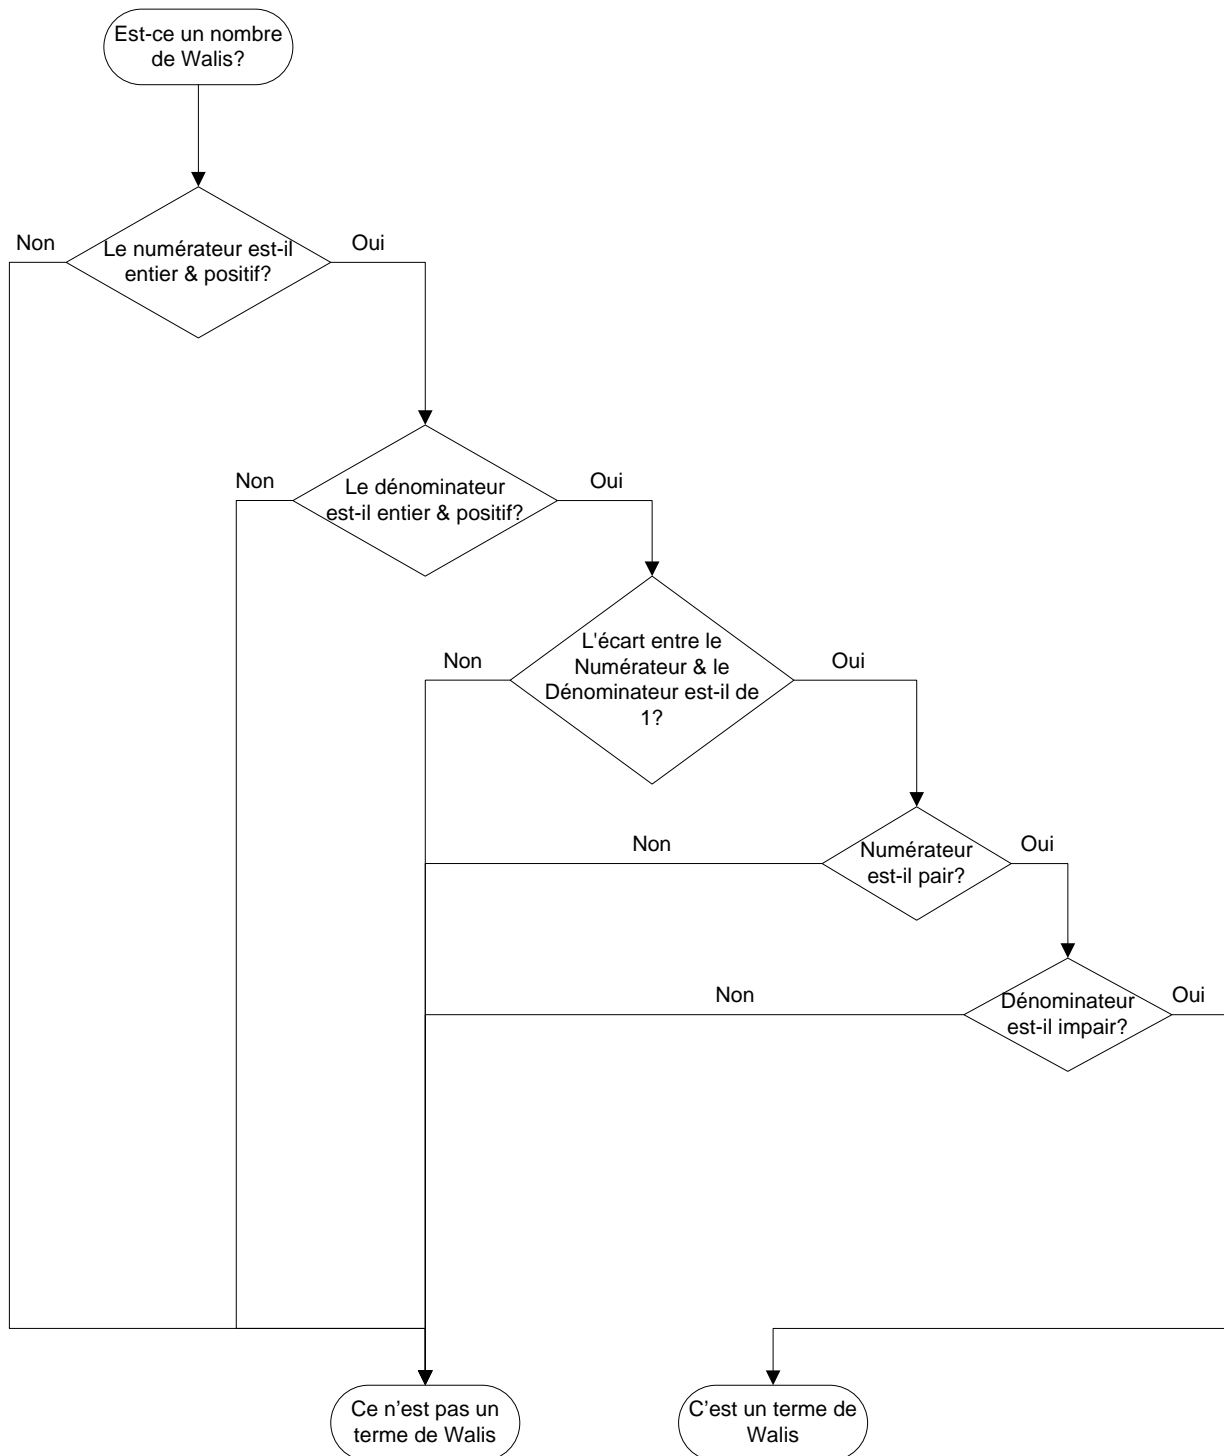 Est-ce un nombre
de Walis?
Non
Le numérateur est-il
entier & positif?
Oui
Non
Le dénominateur
est-il entier & positif?
Oui
Non
L'écart entre le
Numérateur & le
Dénominateur est-il de
1?
Oui
Non
Numérateur
est-il pair?
Oui
Non
Dénominateur
est-il impair?
Oui
Ce n’est pas un
terme de Walis
C’est un terme de
Walis